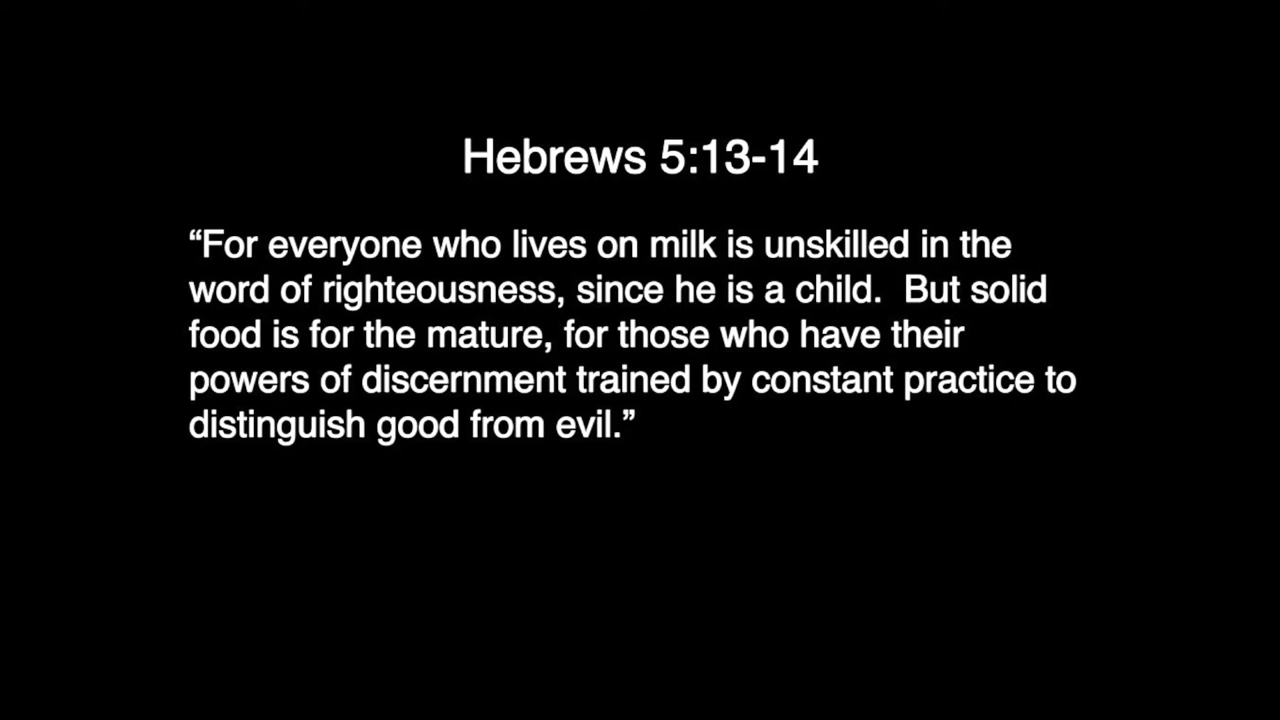 Hebrews 5:13-14
“For everyone who lives on milk is unskilled in the
word of righteousness, since he is a child.  But solid
food is for the mature, for those who have their
powers of discernment trained by constant practice to
distinguish good from evil.”